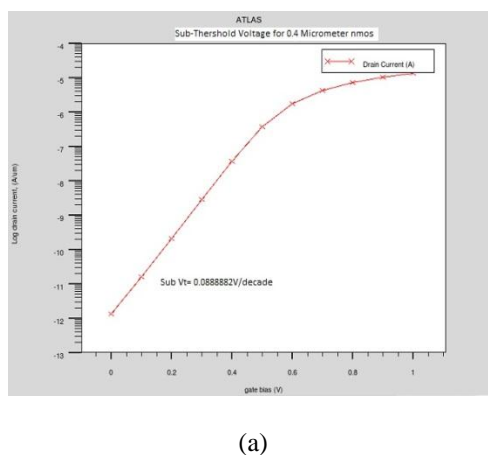 ATLAS
Sub-Thershold Voltage for 0.4 Micrometer nmos
Drain Current (A)
Log drain current, (A/um)
-4
-5
-6
-7
-8
-9
-10
-11
-12
-13
Sub Vt= 0.0888882V/decade
0
0.2
0.4
0.6
0.8
1
gate bias (V)
(a)